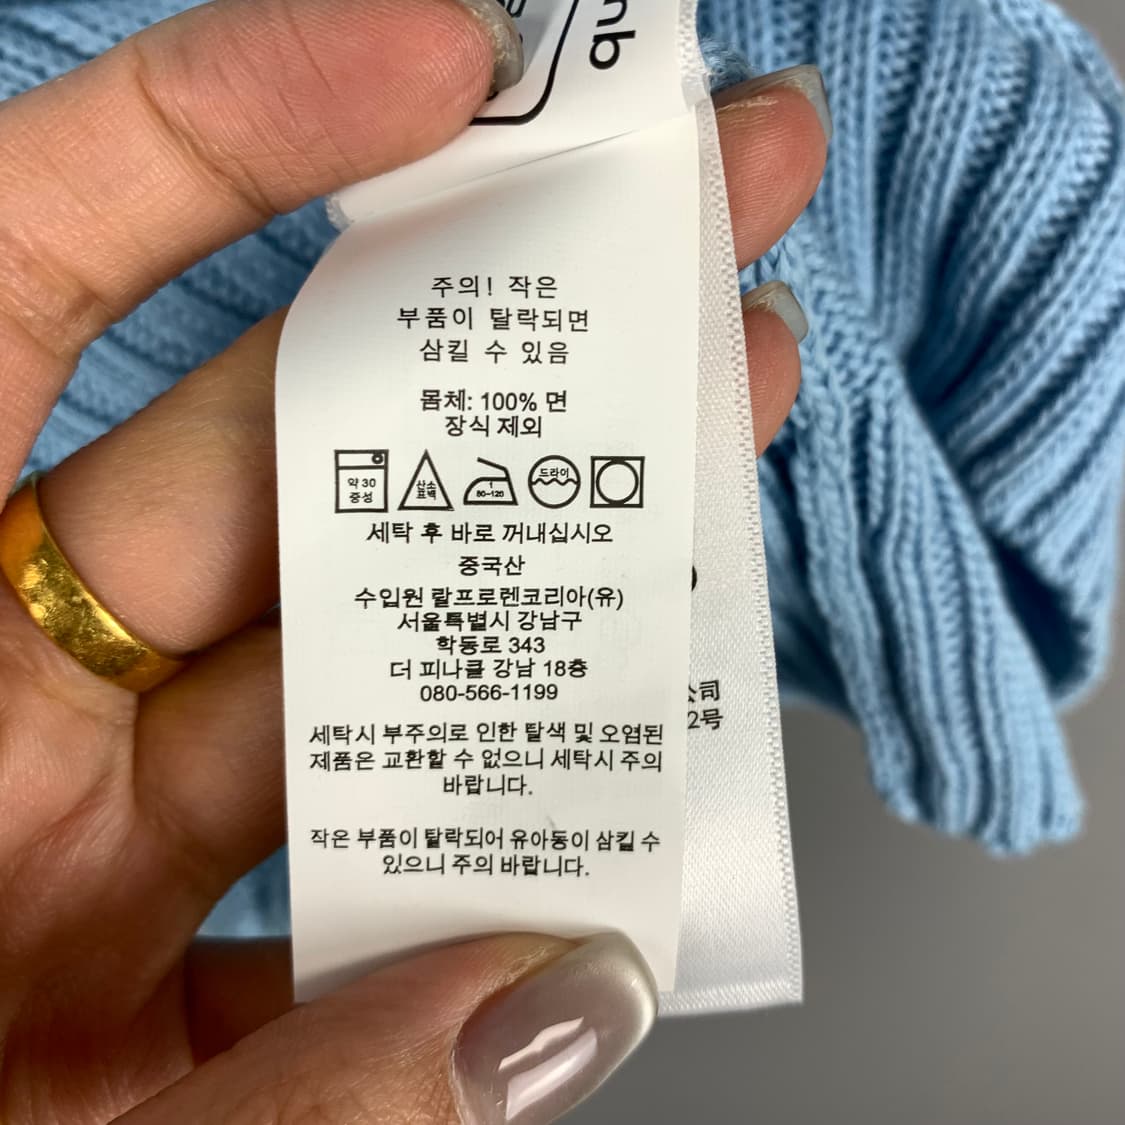 qu
주의! 작은
부품이 탈락되면
삼킬 수 있음
몸체: 100% 면
장식 제외
약 30
중성
산소
표백
1
80-120
드라이
세탁 후 바로 꺼내십시오
중국산
수입원 랄프로렌코리아(유)
서울특별시 강남구
학동로 343
더 피나클 강남 18층
080-566-1199
세탁시 부주의로 인한 탈색 및 오염된
제품은 교환할 수 없으니 세탁시 주의
바랍니다.
작은 부품이 탈락되어 유아동이 삼킬 수
있으니 주의 바랍니다.
公司
2号